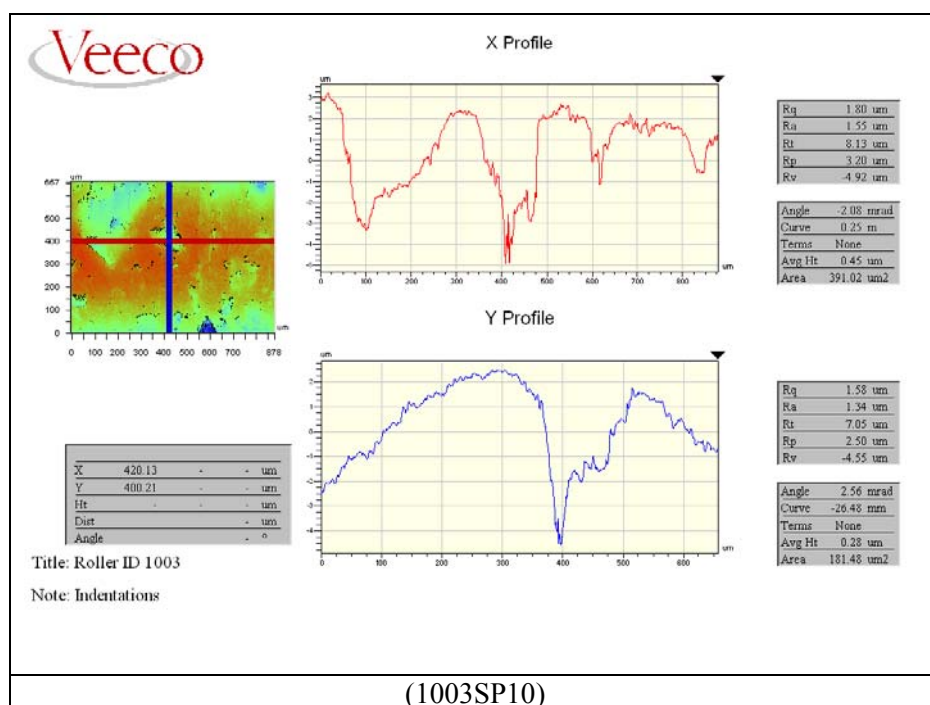 Veeco
X Profile
um
3
2
1
0
-1
-2
-3
-4
-5
0 100 200 300 400 500 600 700 800
um
Rq 1.80 um
Ra 1.55 um
Rt 8.13 um
Rp 3.20 um
Rv -4.92 um
Angle -2.08 mrad
Curve 0.25 m
Terms None
Avg Ht 0.45 um
Area 391.02 um2
um
667
500
400
300
200
100
0
um
0 100 200 300 400 500 600 700 878
Y Profile
um
2
1
0
-1
-2
-3
-4
0 100 200 300 400 500 600
um
Rq 1.58 um
Ra 1.34 um
Rt 7.05 um
Rp 2.50 um
Rv -4.55 um
Angle 2.56 mrad
Curve -26.48 mm
Terms None
Avg Ht 0.28 um
Area 181.48 um2
X 420.13 - - um
Y 400.21 - - um
Ht - - - um
Dist - um
Angle - °
Title: Roller ID 1003
Note: Indentations
(1003SP10)